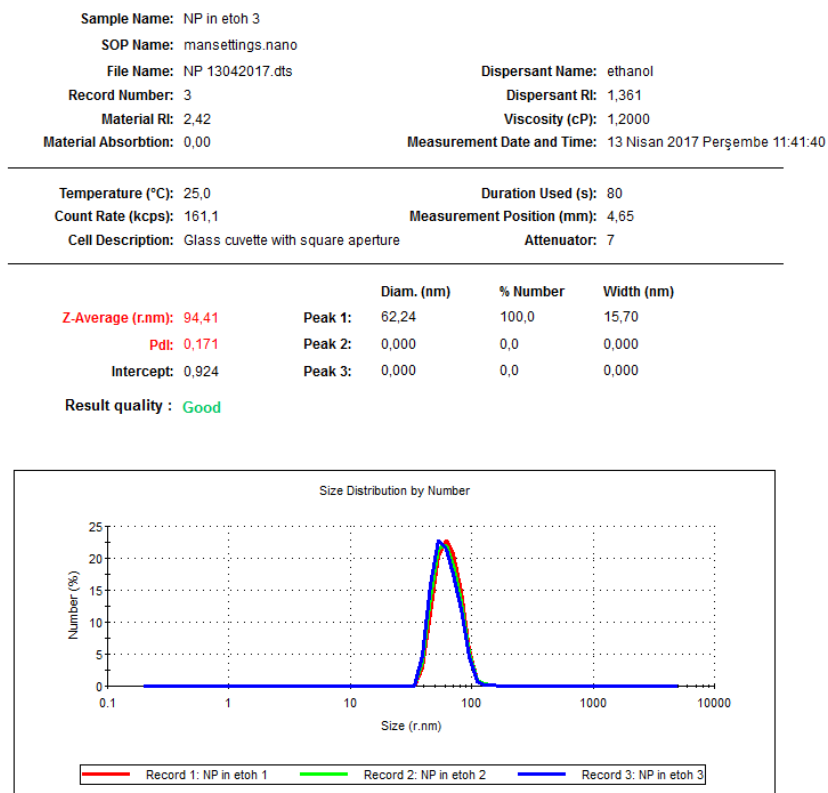 Sample Name: NP in etoh 3
SOP Name: mansettings.nano
File Name: NP 13042017.dts Dispersant Name: ethanol
Record Number: 3 Dispersant RI: 1,361
Material RI: 2,42 Viscosity (cP): 1,2000
Material Absorbtion: 0,00 Measurement Date and Time: 13 Nisan 2017 Perşembe 11:41:40
Temperature (°C): 25,0 Duration Used (s): 80
Count Rate (kcps): 161,1 Measurement Position (mm): 4,65
Cell Description: Glass cuvette with square aperture Attenuator: 7
Diam. (nm) % Number Width (nm)
Z-Average (r.nm): 94,41 Peak 1: 62,24 100,0 15,70
PdI: 0,171 Peak 2: 0,000 0,0 0,000
Intercept: 0,924 Peak 3: 0,000 0,0 0,000
Result quality : Good
Size Distribution by Number
25
20
15
10
5
0
Number (%)
0.1 1 10 100 1000 10000
Size (r.nm)
Record 1: NP in etoh 1 Record 2: NP in etoh 2 Record 3: NP in etoh 3